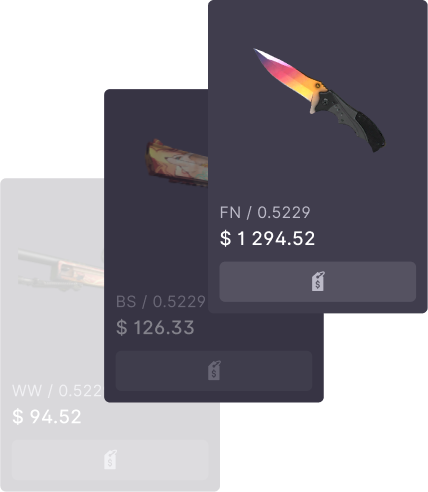 FN / 0.5229
$ 1 294.52
BS / 0.5229
$ 126.33
WW / 0.522
$ 94.52